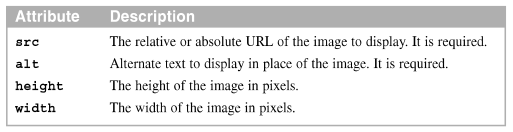 Attribute Description
src The relative or absolute URL of the image to display. It is required.
alt Alternate text to display in place of the image. It is required.
height The height of the image in pixels.
width The width of the image in pixels.